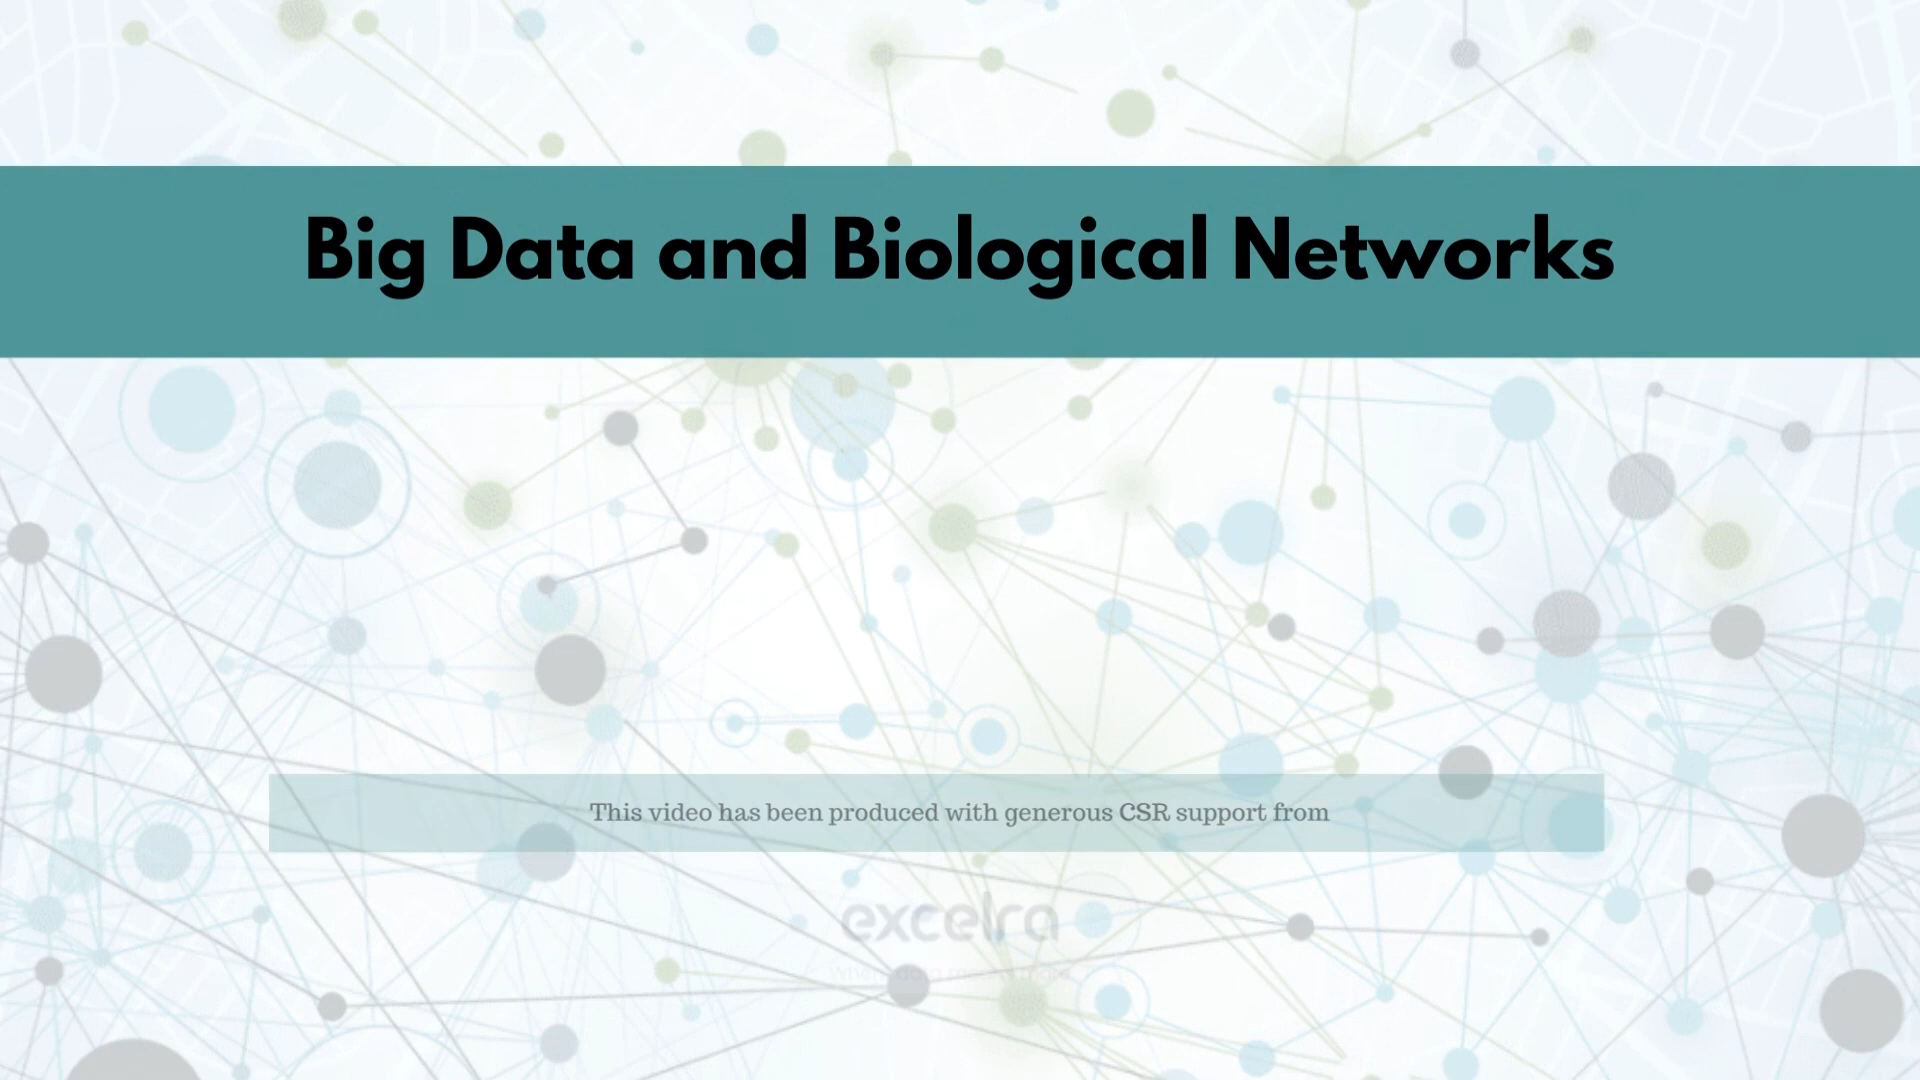 Big Data and Biological Networks
This video has been produced with generous CSR support from
excelra